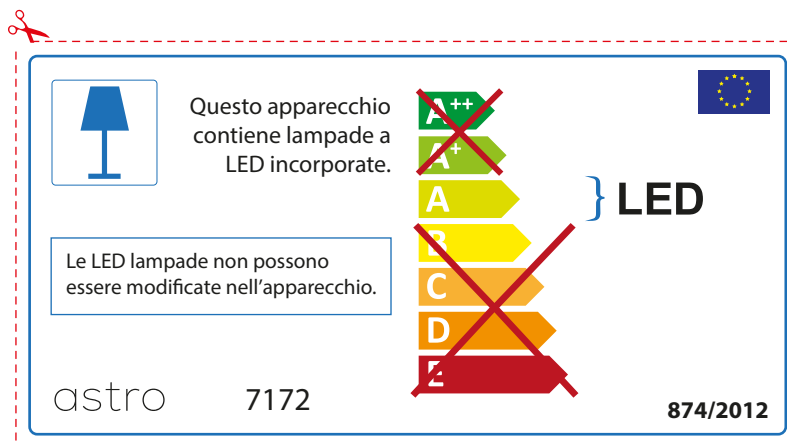 Questo apparecchio
contiene lampade a
LED incorporate.
Le LED lampade non possono
essere modificate nell'apparecchio.
A++
A+
A
B
C
D
E
LED
astro
7172
874/2012